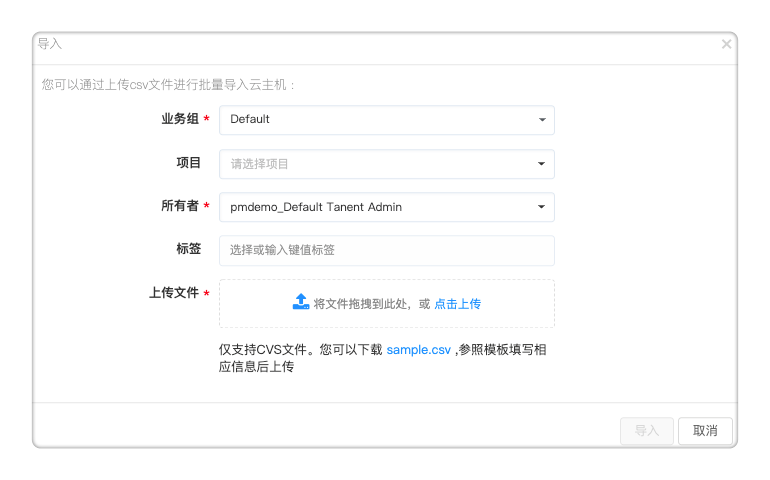 导入
您可以通过上传csv文件进行批量导入云主机：
业务组 * Default
项目 请选择项目
所有者 * pmdemo_Default Tanent Admin
标签 选择或输入键值标签
上传文件 * 将文件拖拽到此处，或 点击上传
仅支持CVS文件。您可以下载 sample.csv ,参照模板填写相
应信息后上传
导入 取消